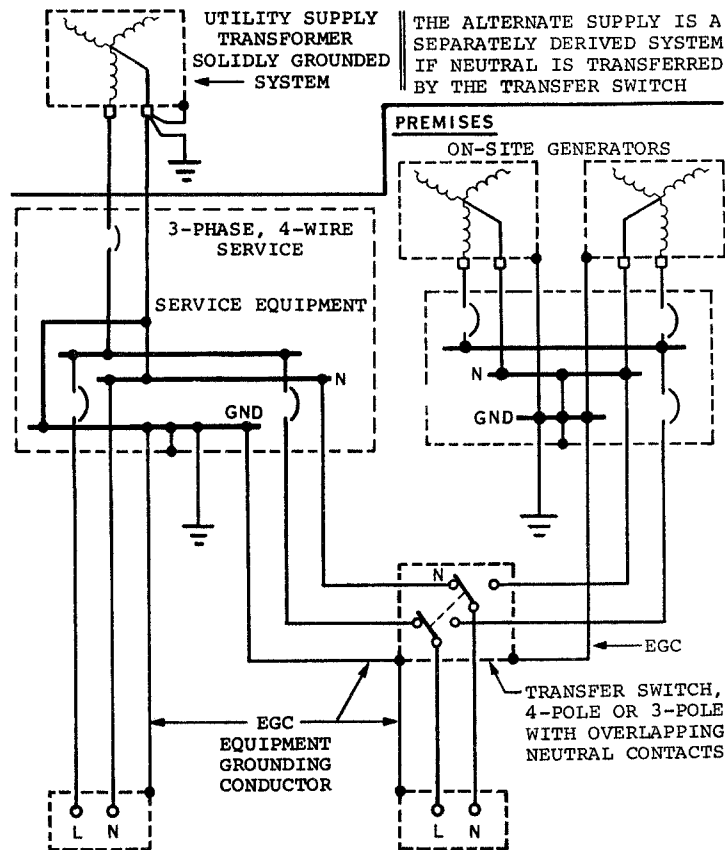 UTILITY SUPPLY
TRANSFORMER
SOLIDLY GROUNDED
SYSTEM
THE ALTERNATE SUPPLY IS A
SEPARATELY DERIVED SYSTEM
IF NEUTRAL IS TRANSFERRED
BY THE TRANSFER SWITCH
PREMISES
ON-SITE GENERATORS
3-PHASE, 4-WIRE
SERVICE
SERVICE EQUIPMENT
N
GND
N
GND
N
EGC
TRANSFER SWITCH,
4-POLE OR 3-POLE
WITH OVERLAPPING
NEUTRAL CONTACTS
EGC
EQUIPMENT
GROUNDING
CONDUCTOR
L N
L N